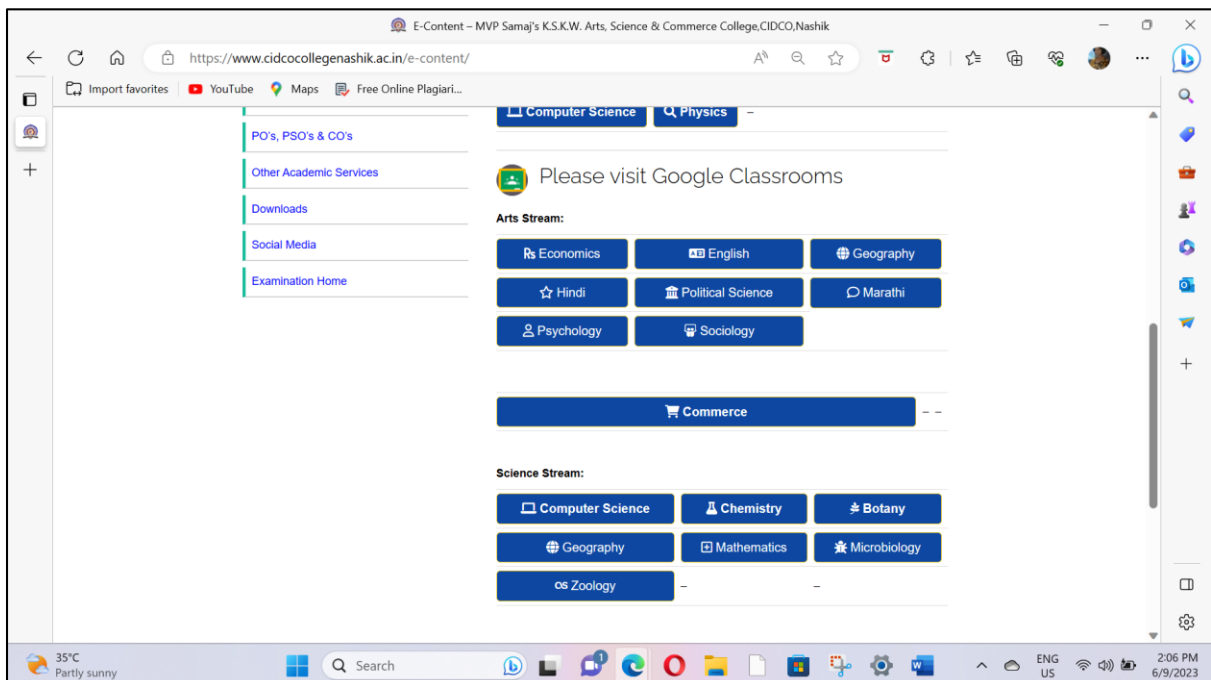 E-Content – MVP Samaj's K.S.K.W. Arts, Science & Commerce College,CIDCO,Nashik
https://www.cidcocollegenashik.ac.in/e-content/
Import favorites YouTube Maps Free Online Plagiari...
Computer Science Physics –
PO's, PSO's & CO's
Other Academic Services
Downloads
Social Media
Examination Home
Please visit Google Classrooms
Arts Stream:
Rs Economics English Geography
Hindi Political Science Marathi
Psychology Sociology
Commerce – –
Science Stream:
Computer Science Chemistry Botany
Geography Mathematics Microbiology
os Zoology – –
35°C
Partly sunny
Search
ENG
US
2:06 PM
6/9/2023